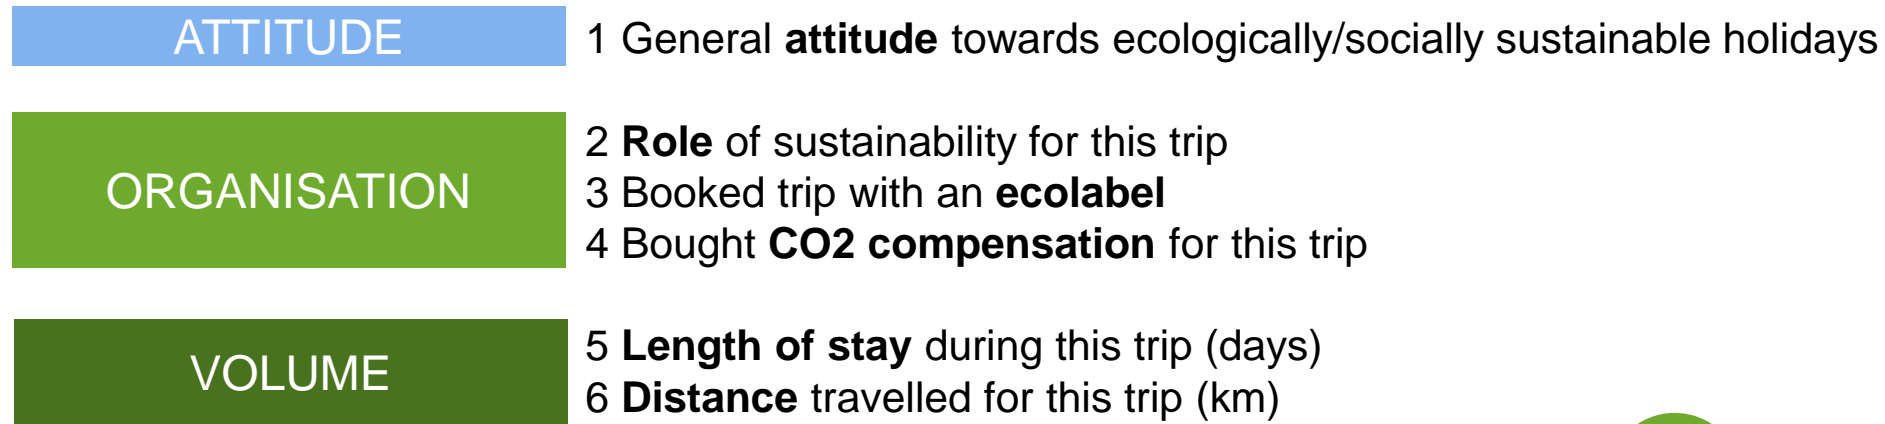 ATTITUDE
1 General attitude towards ecologically/socially sustainable holidays
ORGANISATION
2 Role of sustainability for this trip
3 Booked trip with an ecolabel
4 Bought CO2 compensation for this trip
VOLUME
5 Length of stay during this trip (days)
6 Distance travelled for this trip (km)